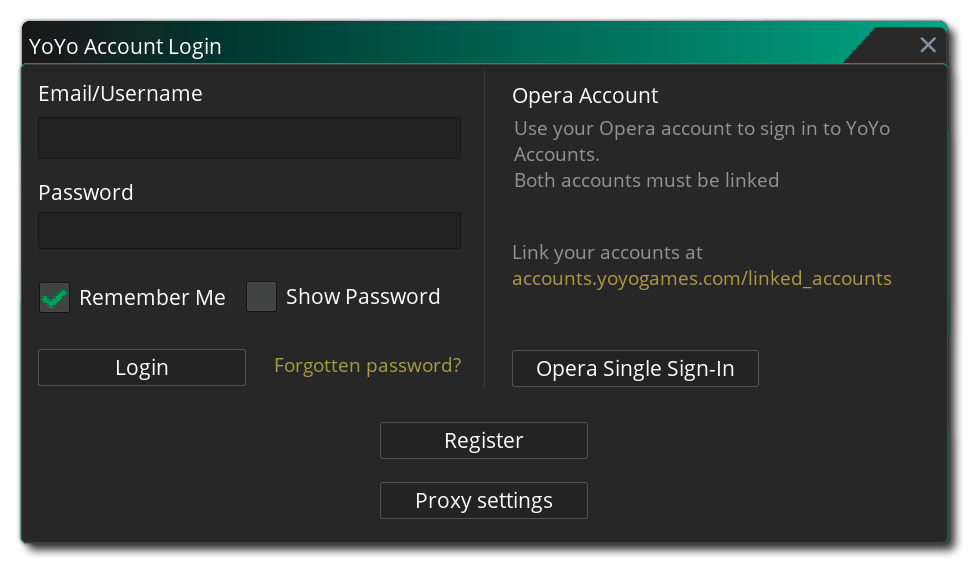 YoYo Account Login
Email/Username
Password
Remember Me
Show Password
Login
Forgotten password?
Opera Account
Use your Opera account to sign in to YoYo
Accounts.
Both accounts must be linked
Link your accounts at
accounts.yoyogames.com/linked_accounts
Opera Single Sign-In
Register
Proxy settings